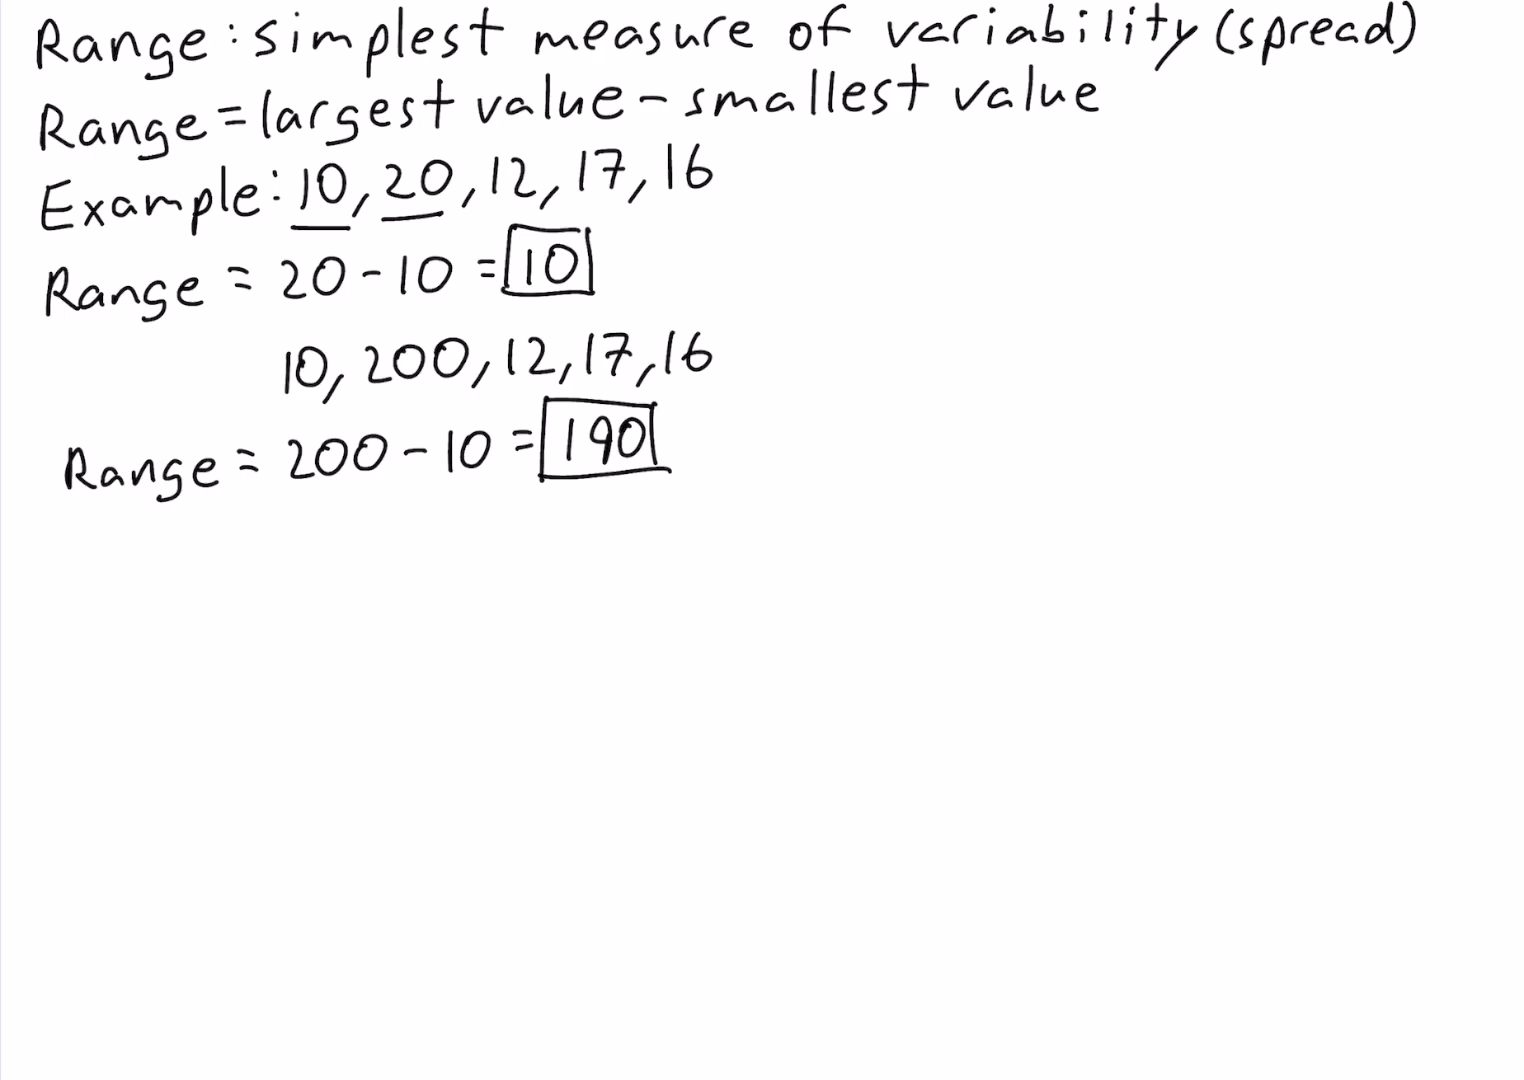 Range: simplest measure of variability (spread)
Range = largest value - smallest value
Example: 10, 20, 12, 17, 16
Range = 20 - 10 = 10
10, 200, 12, 17, 16
Range = 200 - 10 = 190